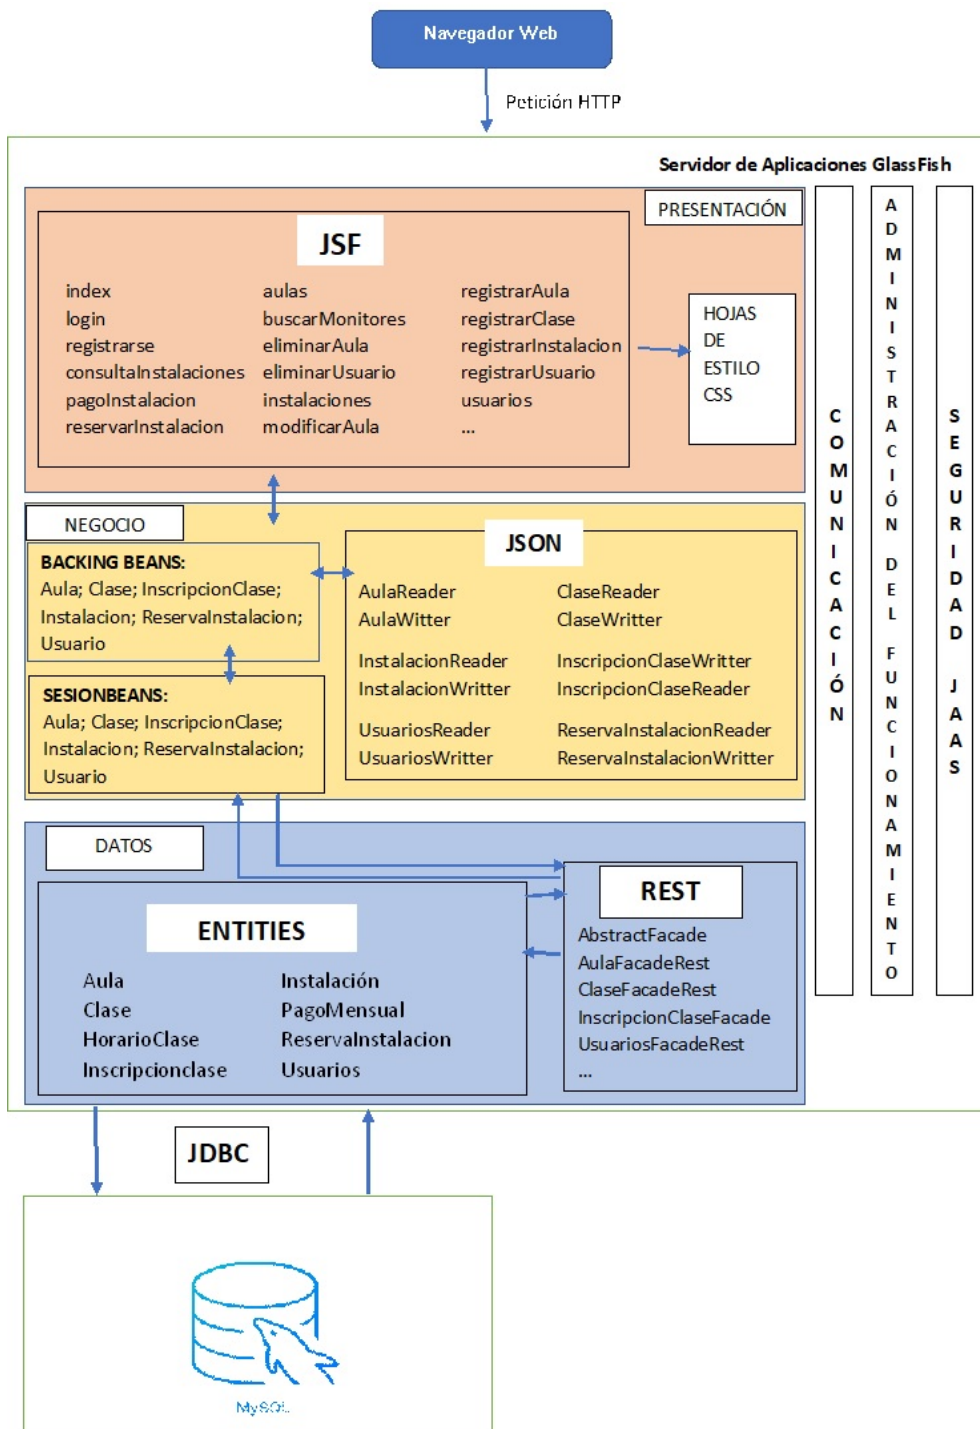 Navegador Web
Petición HTTP
Servidor de Aplicaciones GlassFish
PRESENTACIÓN
JSF
index
login
registrarse
consultaInstalaciones
pagoInstalacion
reservarInstalacion
aulas
buscarMonitores
eliminarAula
eliminarUsuario
instalaciones
modificarAula
registrarAula
registrarClase
registrarInstalacion
registrarUsuario
usuarios
...
HOJAS
DE
ESTILO
CSS
NEGOCIO
BACKING BEANS:
Aula; Clase; InscripcionClase;
Instalacion; ReservaInstalacion;
Usuario
SESIONBEANS:
Aula; Clase; InscripcionClase;
Instalacion; ReservaInstalacion;
Usuario
JSON
AulaReader
AulaWitter
InstalacionReader
InstalacionWritter
UsuariosReader
UsuariosWritter
ClaseReader
ClaseWritter
InscripcionClaseWritter
InscripcionClaseReader
ReservaInstalacionReader
ReservaInstalacionWritter
DATOS
ENTITIES
Aula
Clase
HorarioClase
Inscripcionclase
Instalación
PagoMensual
ReservaInstalacion
Usuarios
REST
AbstractFacade
AulaFacadeRest
ClaseFacadeRest
InscripcionClaseFacade
UsuariosFacadeRest
...
COMUNICACIÓN
ADMINISTRACIÓN DEL FUNCIONAMIENTO
SEGURIDAD JAAS
JDBC
MySQL